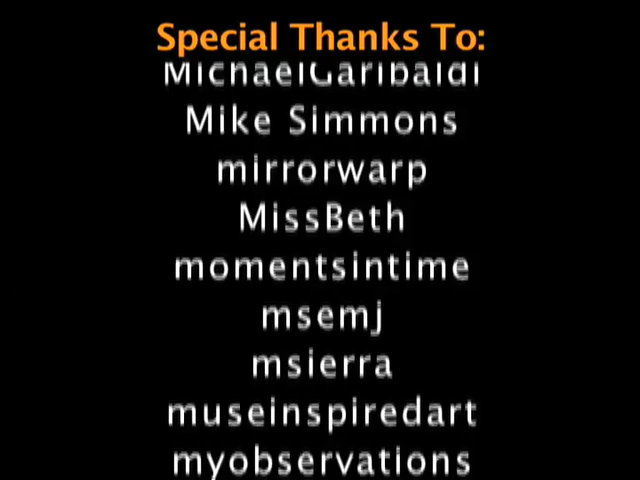 Special Thanks To:
MichaelGaribaldi
Mike Simmons
mirrorwarp
MissBeth
momentsintime
msemj
msierra
museinspiredart
myobservations